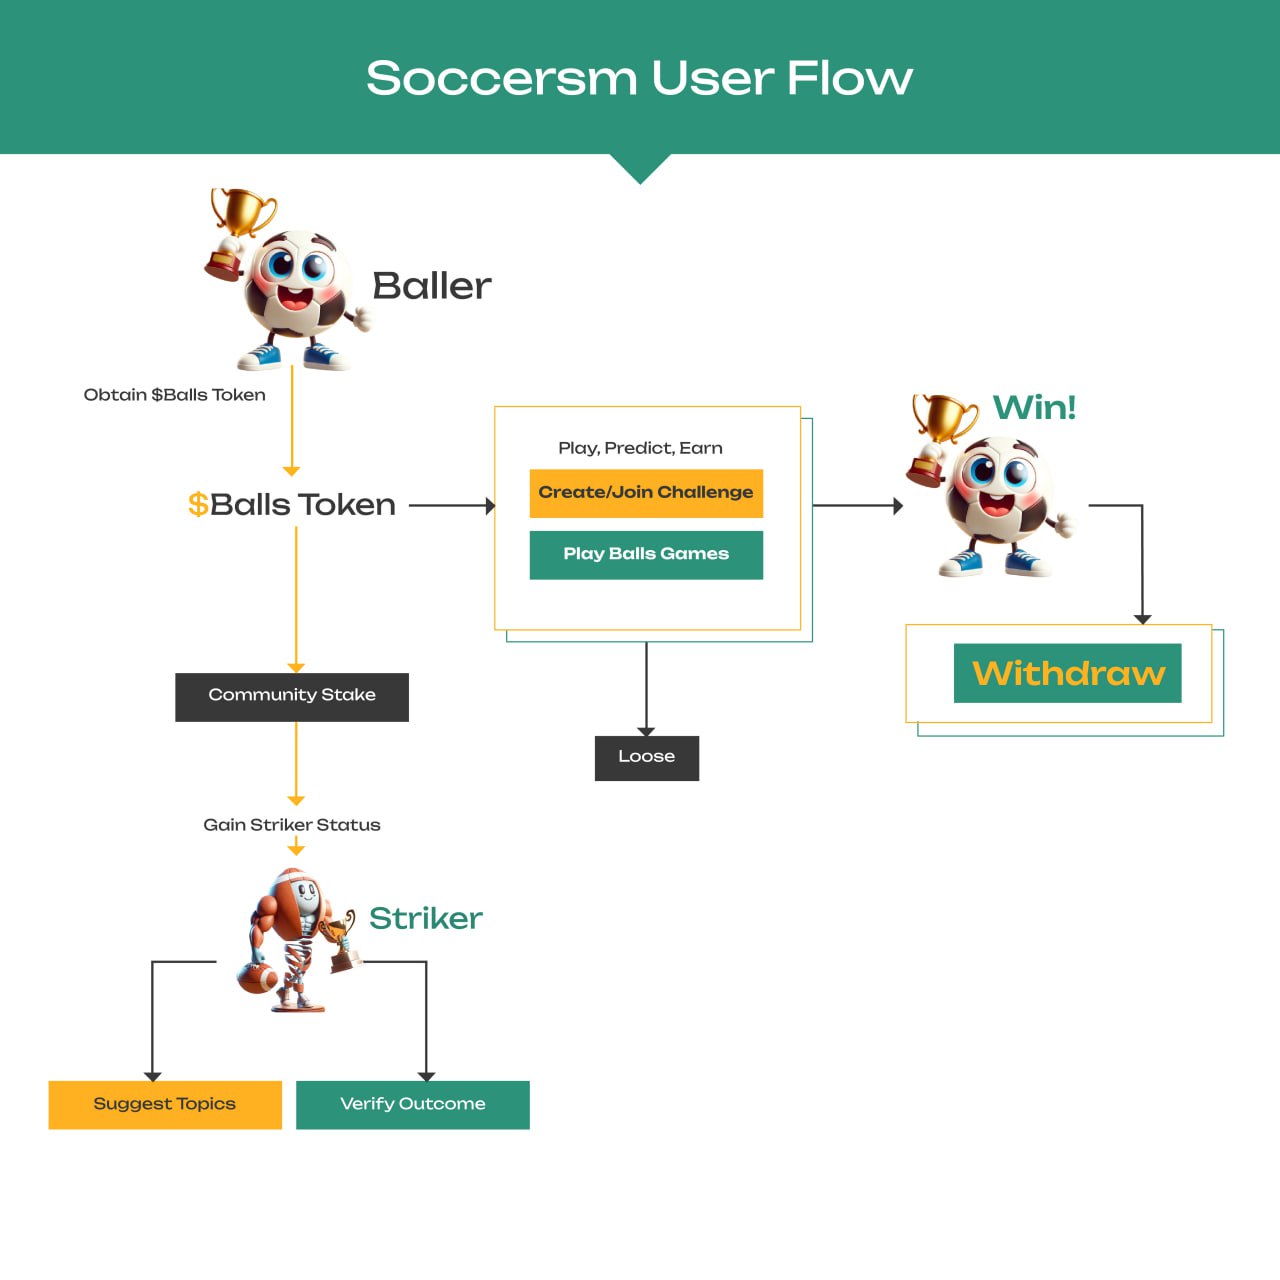 Soccersm User Flow
Baller
Obtain $Balls Token
$Balls Token
Play, Predict, Earn
Create/Join Challenge
Play Balls Games
Win!
Withdraw
Loose
Community Stake
Gain Striker Status
Striker
Suggest Topics
Verify Outcome